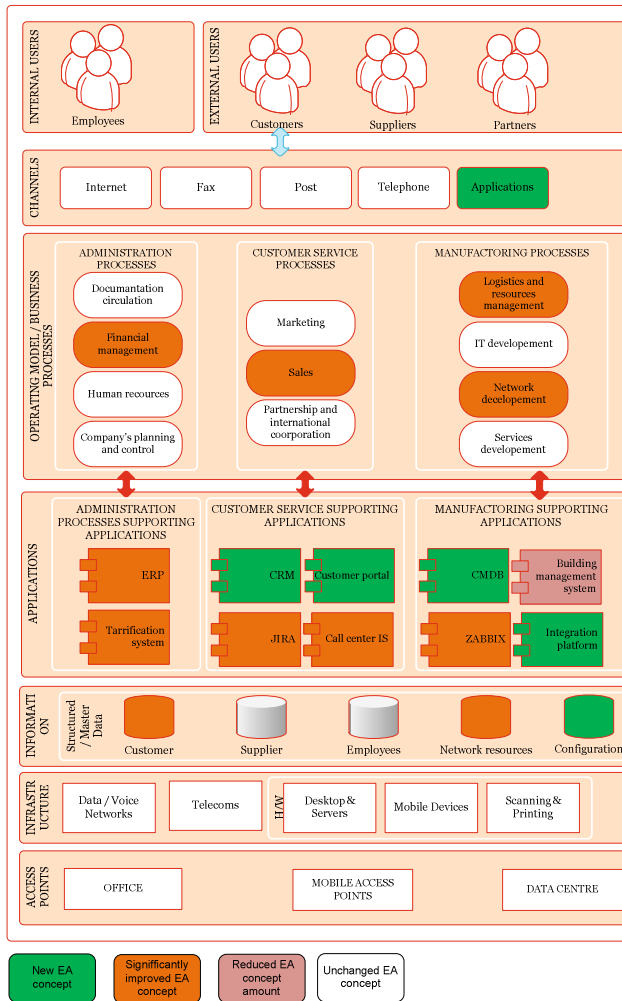 INTERNAL USERS
Employees
EXTERNAL USERS
Customers
Suppliers
Partners
CHANNELS
Internet
Fax
Post
Telephone
Applications
OPERATING MODEL / BUSINESS
PROCESSES
ADMINISTRATION
PROCESSES
Documantation
circulation
Financial
management
Human recources
Company's planning
and control
CUSTOMER SERVICE
PROCESSES
Marketing
Sales
Partnership and
international
coorporation
MANUFACTORING PROCESSES
Logistics and
resources
management
IT developement
Network
decelopement
Services
developement
APPLICATIONS
ADMINISTRATION
PROCESSES SUPPORTING
APPLICATIONS
ERP
Tarrification
system
CUSTOMER SERVICE SUPPORTING
APPLICATIONS
CRM
Customer portal
JIRA
Call center IS
MANUFACTORING SUPPORTING
APPLICATIONS
CMDB
Building
management
system
ZABBIX
Integration
platform
INFORMATI
ON
Structured
/ Master
Data
Customer
Supplier
Employees
Network resources
Configuration
INFRASTR
UCTURE
Data / Voice
Networks
Telecoms
H/W
Desktop &
Servers
Mobile Devices
Scanning &
Printing
ACCESS
POINTS
OFFICE
MOBILE ACCESS
POINTS
DATA CENTRE
New EA
concept
Signiffficantly
improved EA
concept
Reduced EA
concept
amount
Unchanged EA
concept